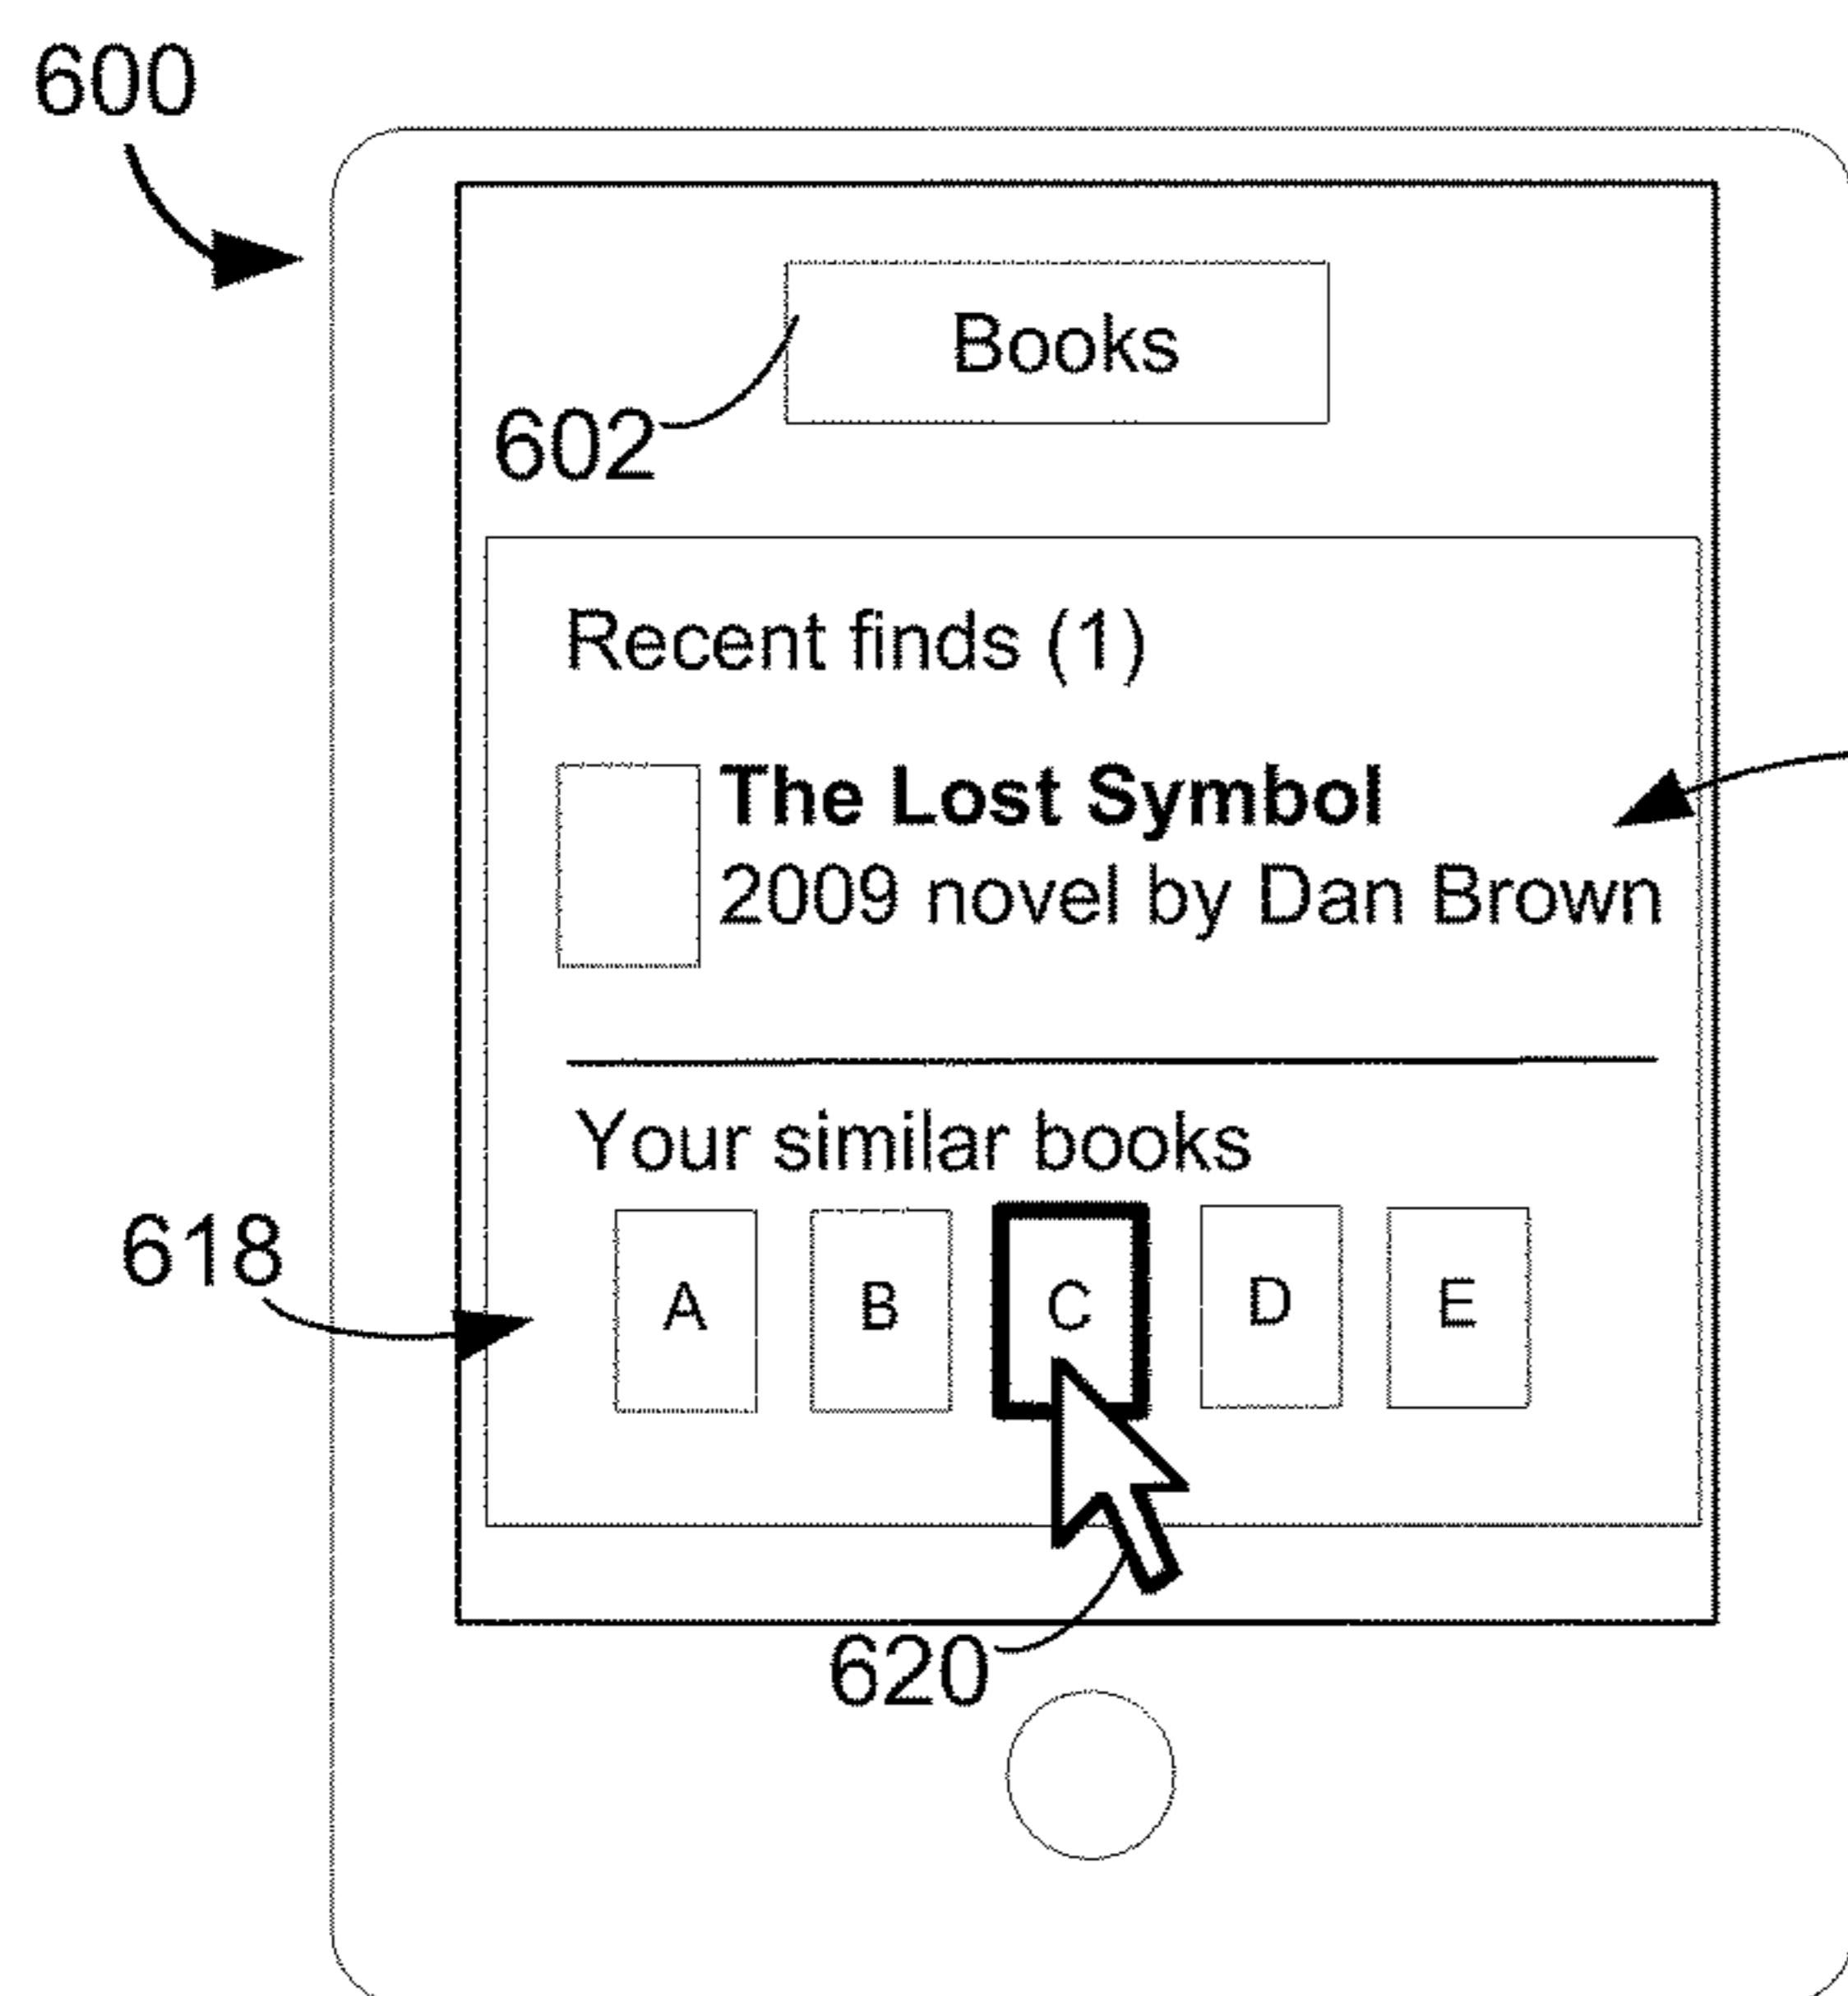 600
Books
602
Recent finds (1)
The Lost Symbol
2009 novel by Dan Brown
Your similar books
618
A B C D E
620